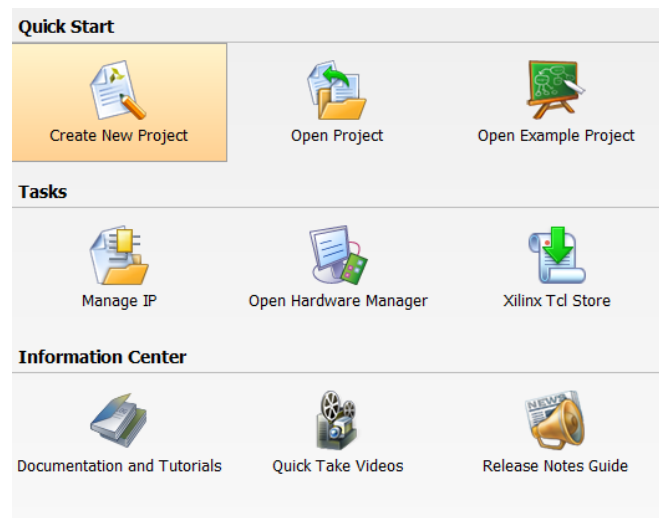 Quick Start
Create New Project
Open Project
Open Example Project
Tasks
Manage IP
Open Hardware Manager
Xilinx Tcl Store
Information Center
Documentation and Tutorials
Quick Take Videos
NEWS
Release Notes Guide